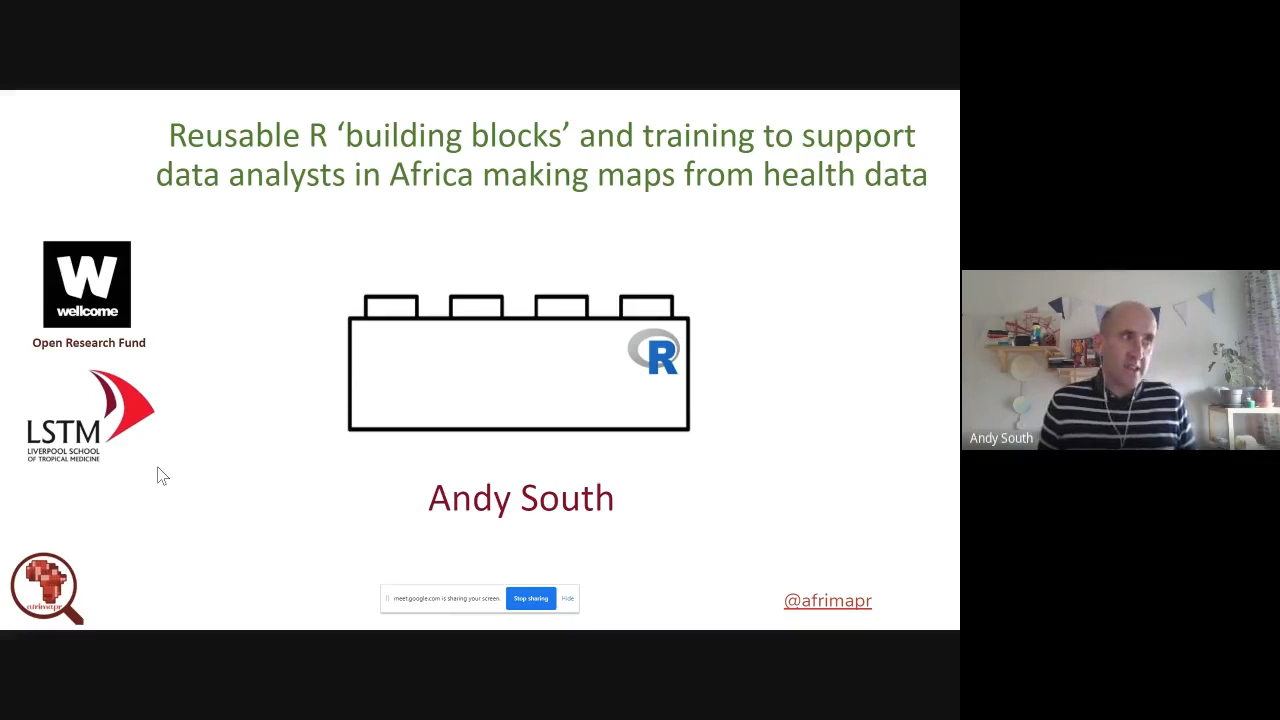 Reusable R ‘building blocks’ and training to support
data analysts in Africa making maps from health data
W
wellcome
Open Research Fund
LSTM
LIVERPOOL SCHOOL
OF TROPICAL MEDICINE
R
Andy South
afrimapr
meet.google.com is sharing your screen.
Stop sharing
Hide
@afrimapr
Andy South